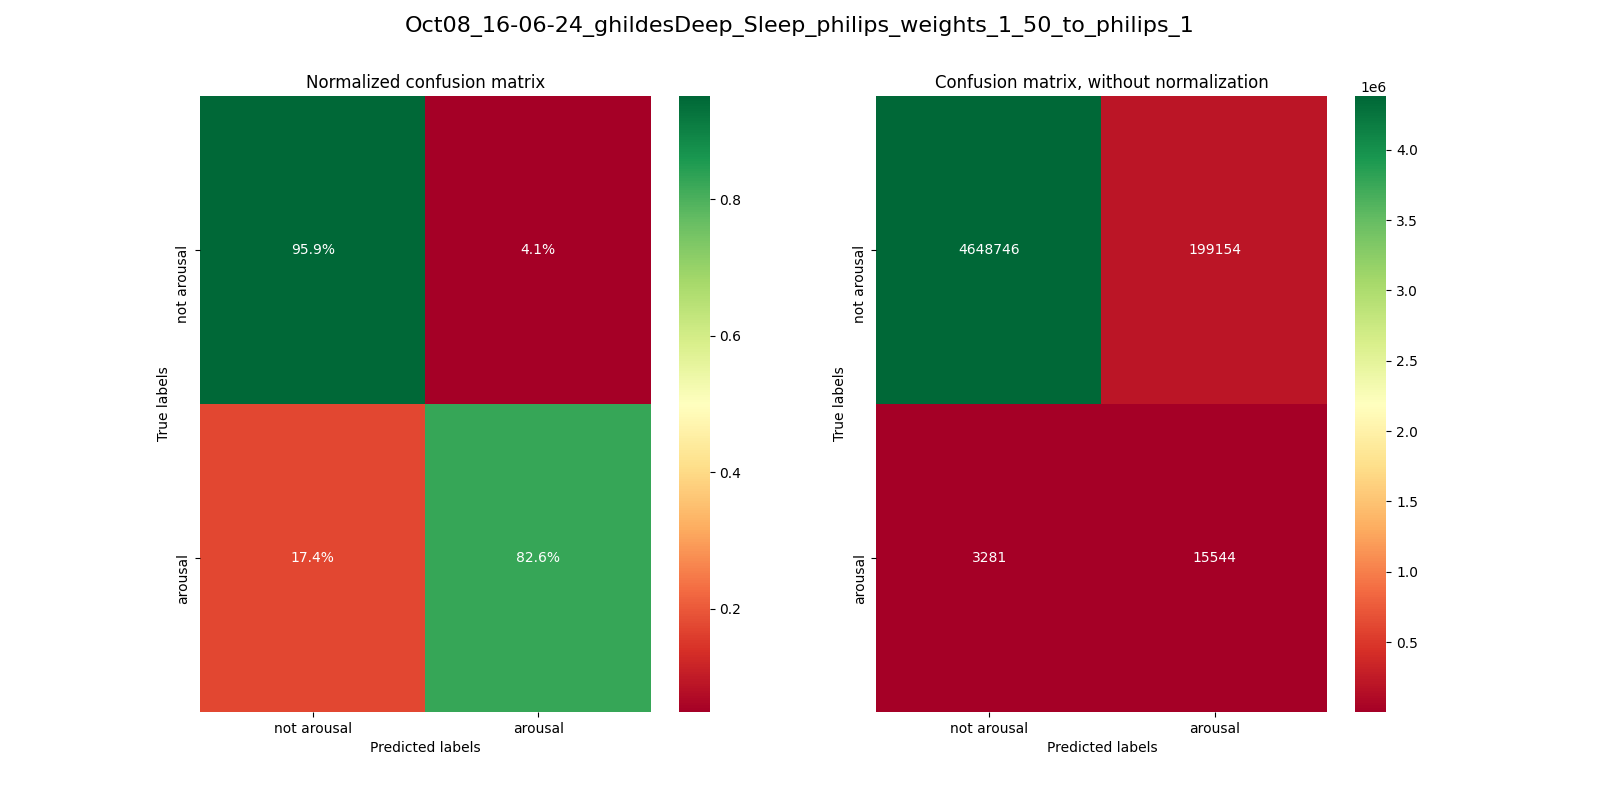 Oct08_16-06-24_ghildesDeep_Sleep_philips_weights_1_50_to_philips_1
Normalized confusion matrix
True labels
not arousal
arousal
95.9%
4.1%
17.4%
82.6%
not arousal
arousal
Predicted labels
0.8
0.6
0.4
0.2
Confusion matrix, without normalization
True labels
not arousal
arousal
4648746
199154
3281
15544
not arousal
arousal
Predicted labels
1e6
4.0
3.5
3.0
2.5
2.0
1.5
1.0
0.5